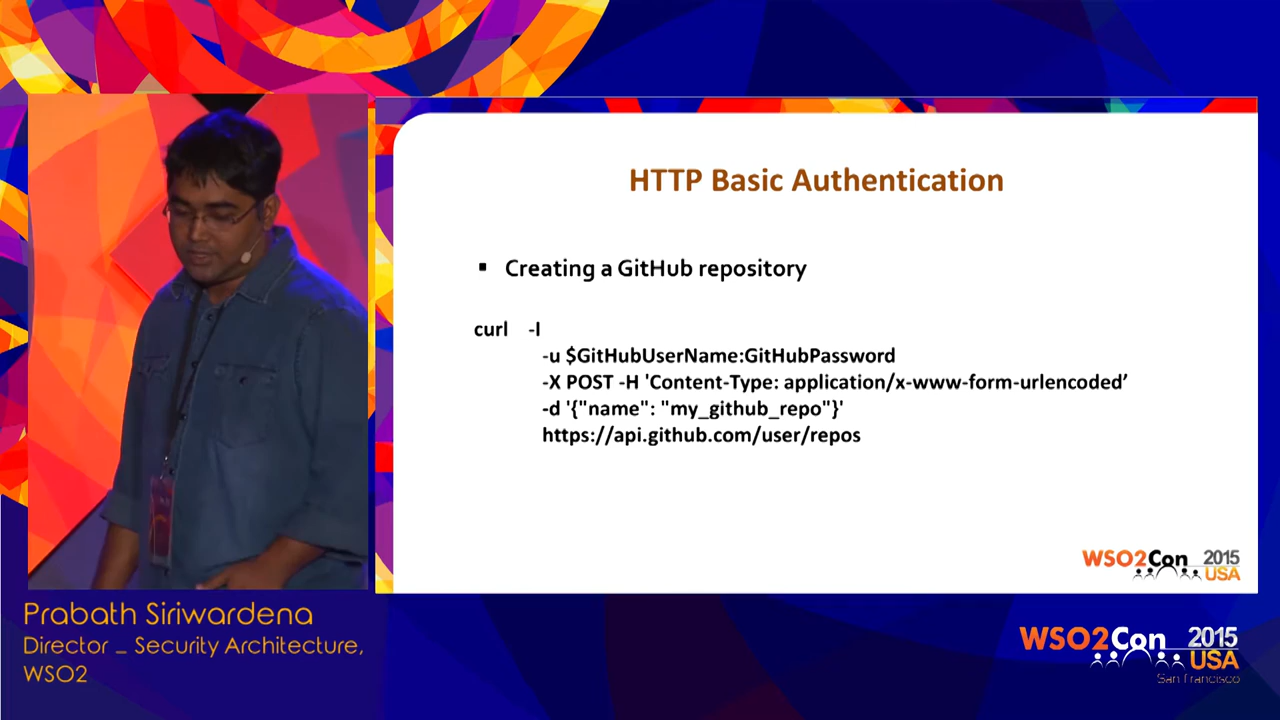 HTTP Basic Authentication
▪ Creating a GitHub repository
curl -I
-u $GitHubUserName:GitHubPassword
-X POST -H 'Content-Type: application/x-www-form-urlencoded’
-d '{"name": "my_github_repo"}'
https://api.github.com/user/repos
WSO2Con 2015
USA
Prabath Siriwardena
Director _ Security Architecture,
WSO2
WSO2Con 2015
USA
San Francisco